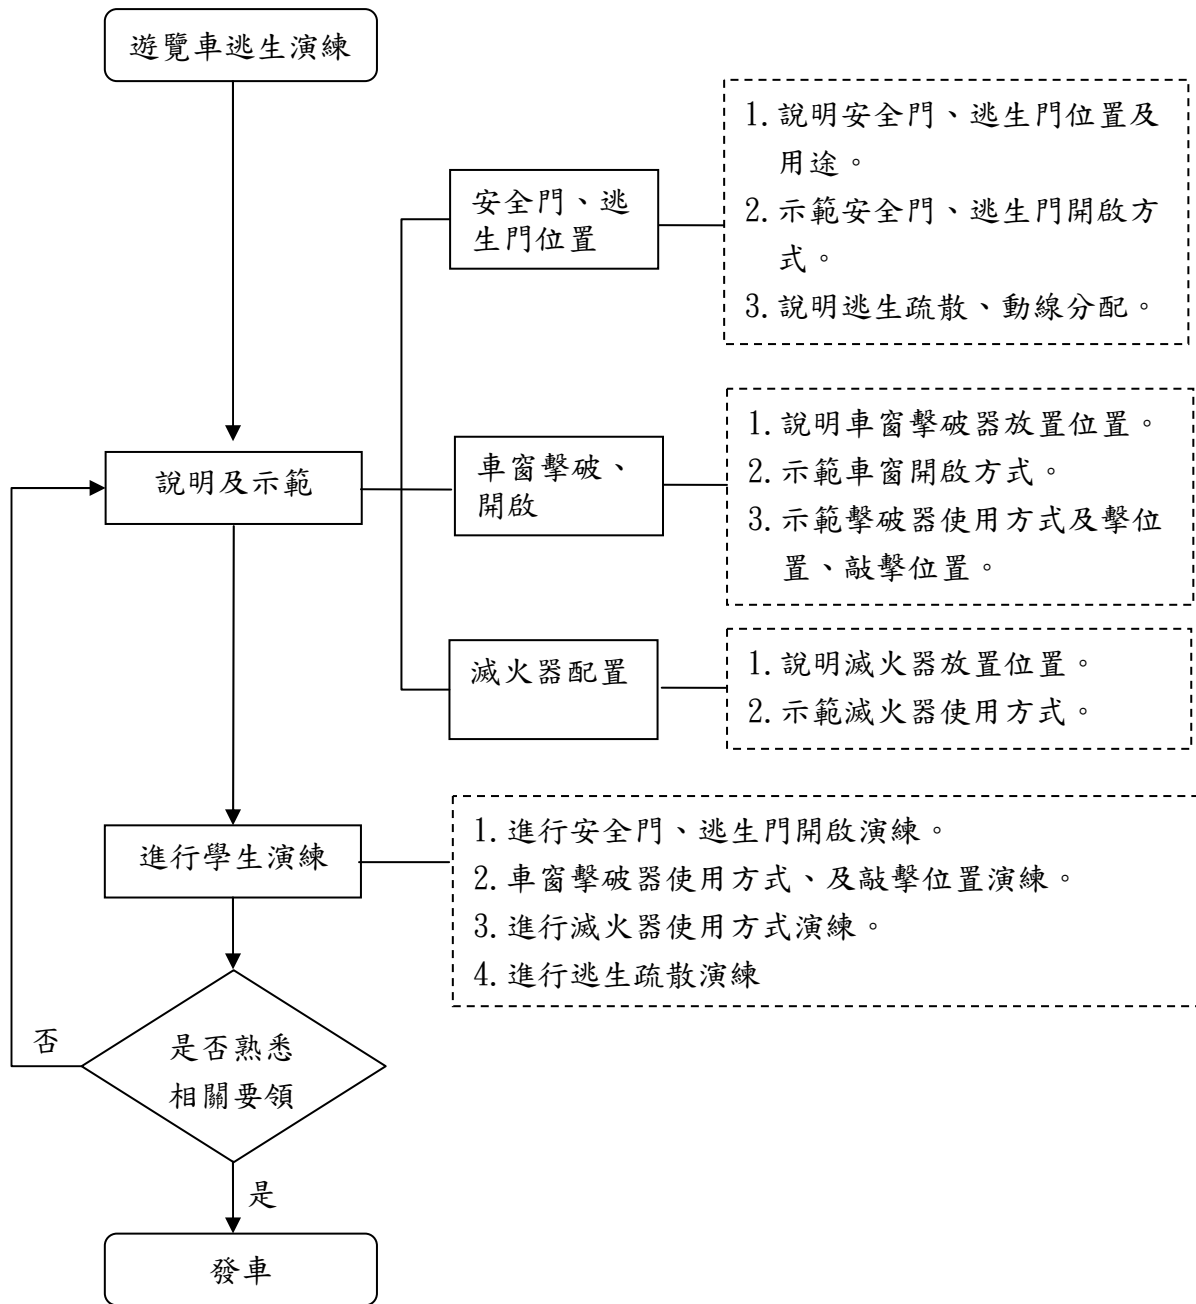 遊覽車逃生演練
1.說明安全門、逃生門位置及
用途。
2.示範安全門、逃生門開啟方
式。
3.說明逃生疏散、動線分配。
安全門、逃
生門位置
1.說明車窗擊破器放置位置。
2.示範車窗開啟方式。
3.示範擊破器使用方式及擊位
置、敲擊位置。
車窗擊破、
開啟
說明及示範
滅火器配置
1.說明滅火器放置位置。
2.示範滅火器使用方式。
進行學生演練
1.進行安全門、逃生門開啟演練。
2.車窗擊破器使用方式、及敲擊位置演練。
3.進行滅火器使用方式演練。
4.進行逃生疏散演練
否
是否熟悉
相關要領
是
發車